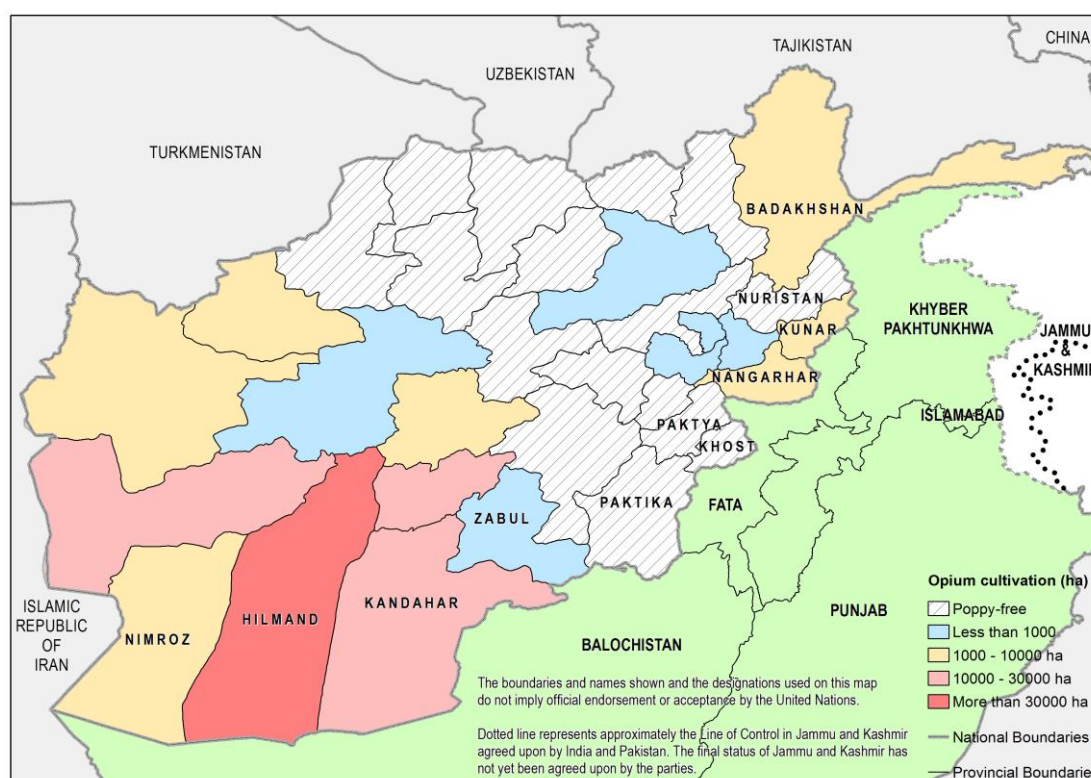 CHINA
TAJIKISTAN
UZBEKISTAN
TURKMENISTAN
BADAKHSHAN
NURISTAN
KHYBER
PAKHTUNKHWA
KUNAR
JAMMU
&
KASHMIR
NANGARHAR
ISLAMABAD
PAKTYA
KHOST
PAKTIKA
FATA
ZABUL
KANDAHAR
HILMAND
NIMROZ
ISLAMIC
REPUBLIC
OF
IRAN
BALOCHISTAN
PUNJAB
Opium cultivation (ha)
Poppy-free
Less than 1000
1000 - 10000 ha
10000 - 30000 ha
More than 30000 ha
National Boundaries
Provincial Boundarie
The boundaries and names shown and the designations used on this map
do not imply official endorsement or acceptance by the United Nations.
Dotted line represents approximately the Line of Control in Jammu and Kashmir
agreed upon by India and Pakistan. The final status of Jammu and Kashmir has
not yet been agreed upon by the parties.